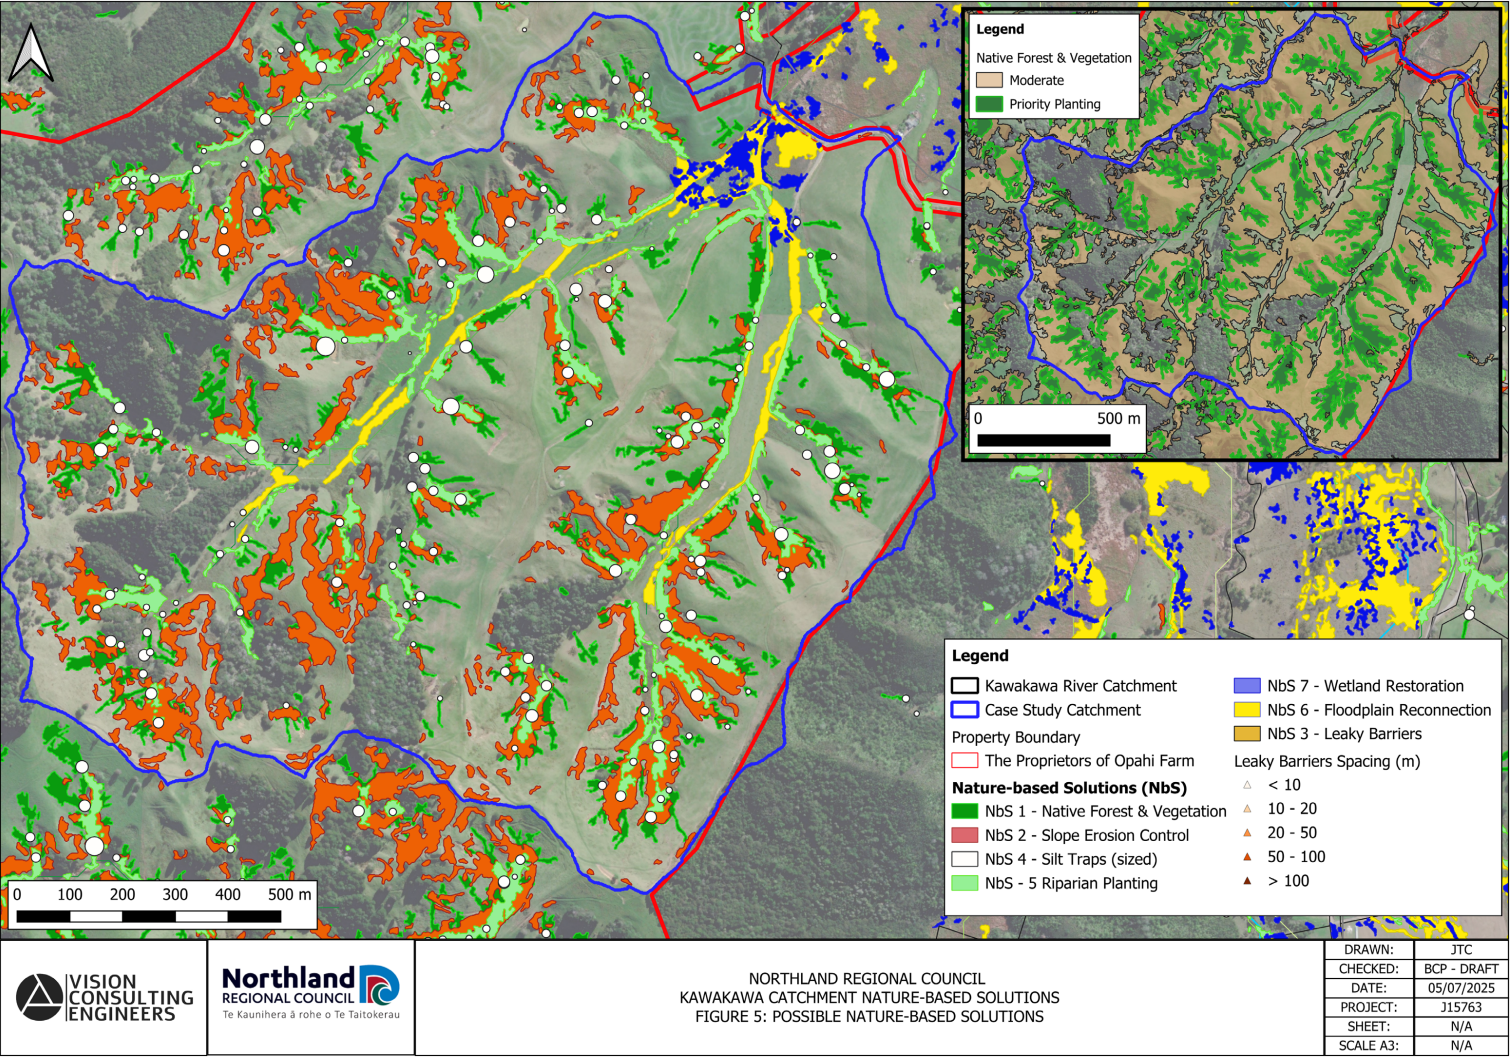 Legend
Native Forest & Vegetation
Moderate
Priority Planting
0 500 m
Legend
Kawakawa River Catchment
Case Study Catchment
Property Boundary
The Proprietors of Opahi Farm
Nature-based Solutions (NbS)
NbS 1 - Native Forest & Vegetation
NbS 2 - Slope Erosion Control
NbS 4 - Silt Traps (sized)
NbS - 5 Riparian Planting
NbS 7 - Wetland Restoration
NbS 6 - Floodplain Reconnection
NbS 3 - Leaky Barriers
Leaky Barriers Spacing (m)
< 10
10 - 20
20 - 50
50 - 100
> 100
0 100 200 300 400 500 m
VISION
CONSULTING
ENGINEERS
Northland
REGIONAL COUNCIL
Te Kaunihera ā rohe o Te Taitokerau
NORTHLAND REGIONAL COUNCIL
KAWAKAWA CATCHMENT NATURE-BASED SOLUTIONS
FIGURE 5: POSSIBLE NATURE-BASED SOLUTIONS
DRAWN: JTC
CHECKED: BCP - DRAFT
DATE: 05/07/2025
PROJECT: J15763
SHEET: N/A
SCALE A3: N/A